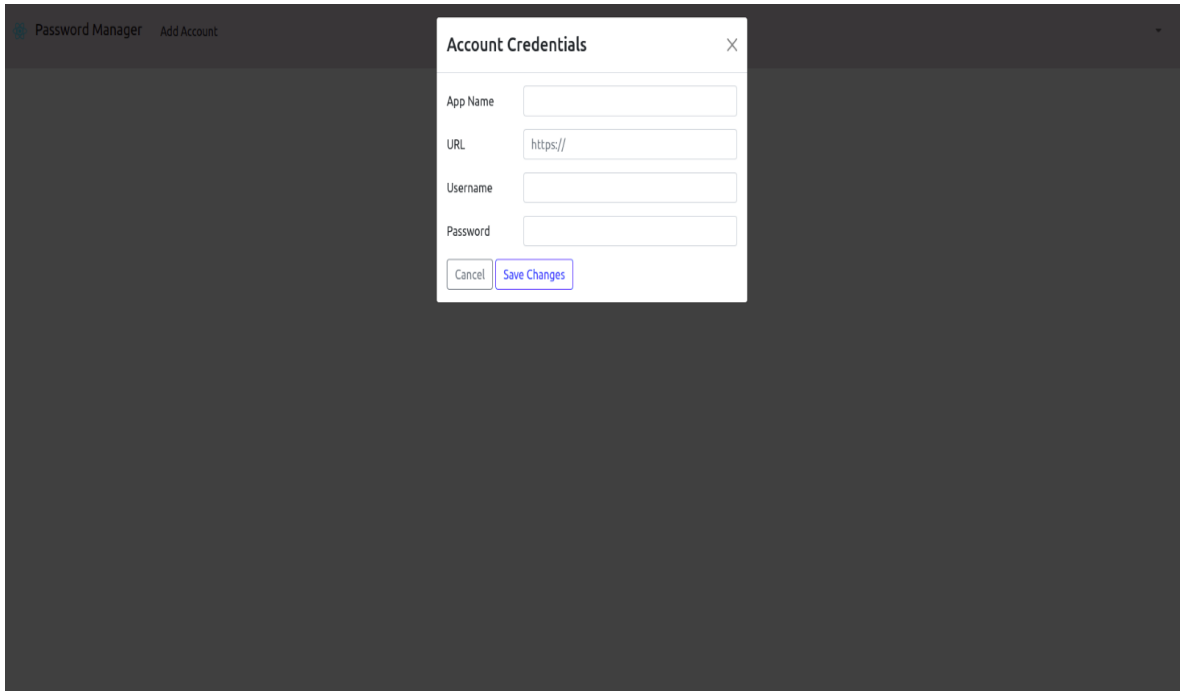 Password Manager Add Account
Account Credentials
App Name
URL https://
Username
Password
Cancel Save Changes